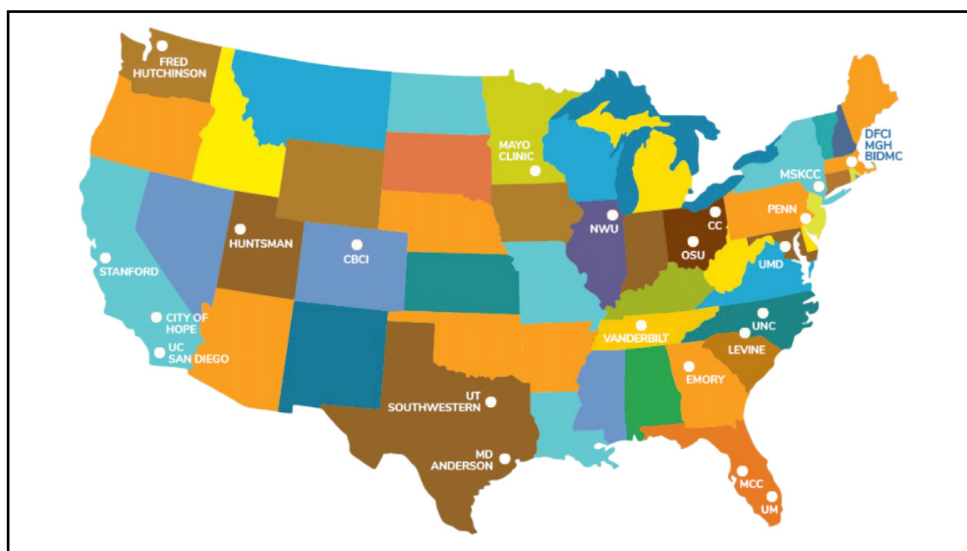 FRED
HUTCHINSON
MAYO
CLINIC
DFCI
MGH
BIDMC
MSKCC
PENN
CC
NWU
OSU
HUNTSMAN
CBCI
UMD
STANFORD
CITY OF
HOPE
UC
SAN DIEGO
VANDERBILT
UNC
LEVINE
EMORY
UT
SOUTHWESTERN
MD
ANDERSON
MCC
UM